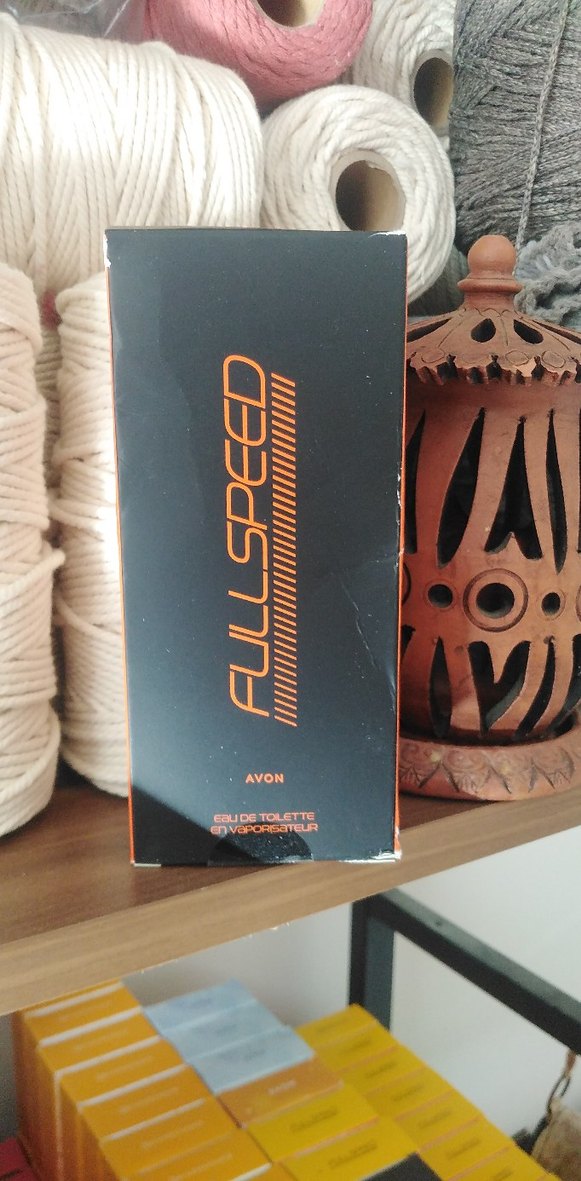 FULLSPEED
AVON
EAU DE TOILETTE
EN VAPORISATEUR